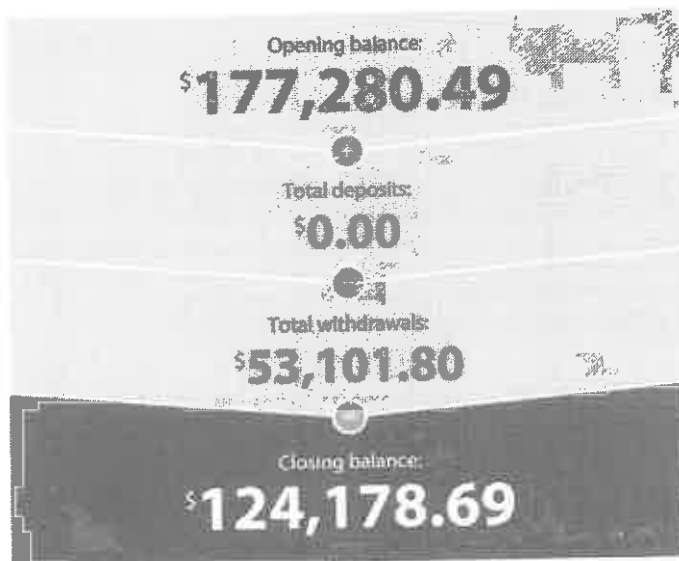 Opening balance:
$177,280.49
+
Total deposits:
$0.00
−
Total withdrawals:
$53,101.80
=
Closing balance:
$124,178.69